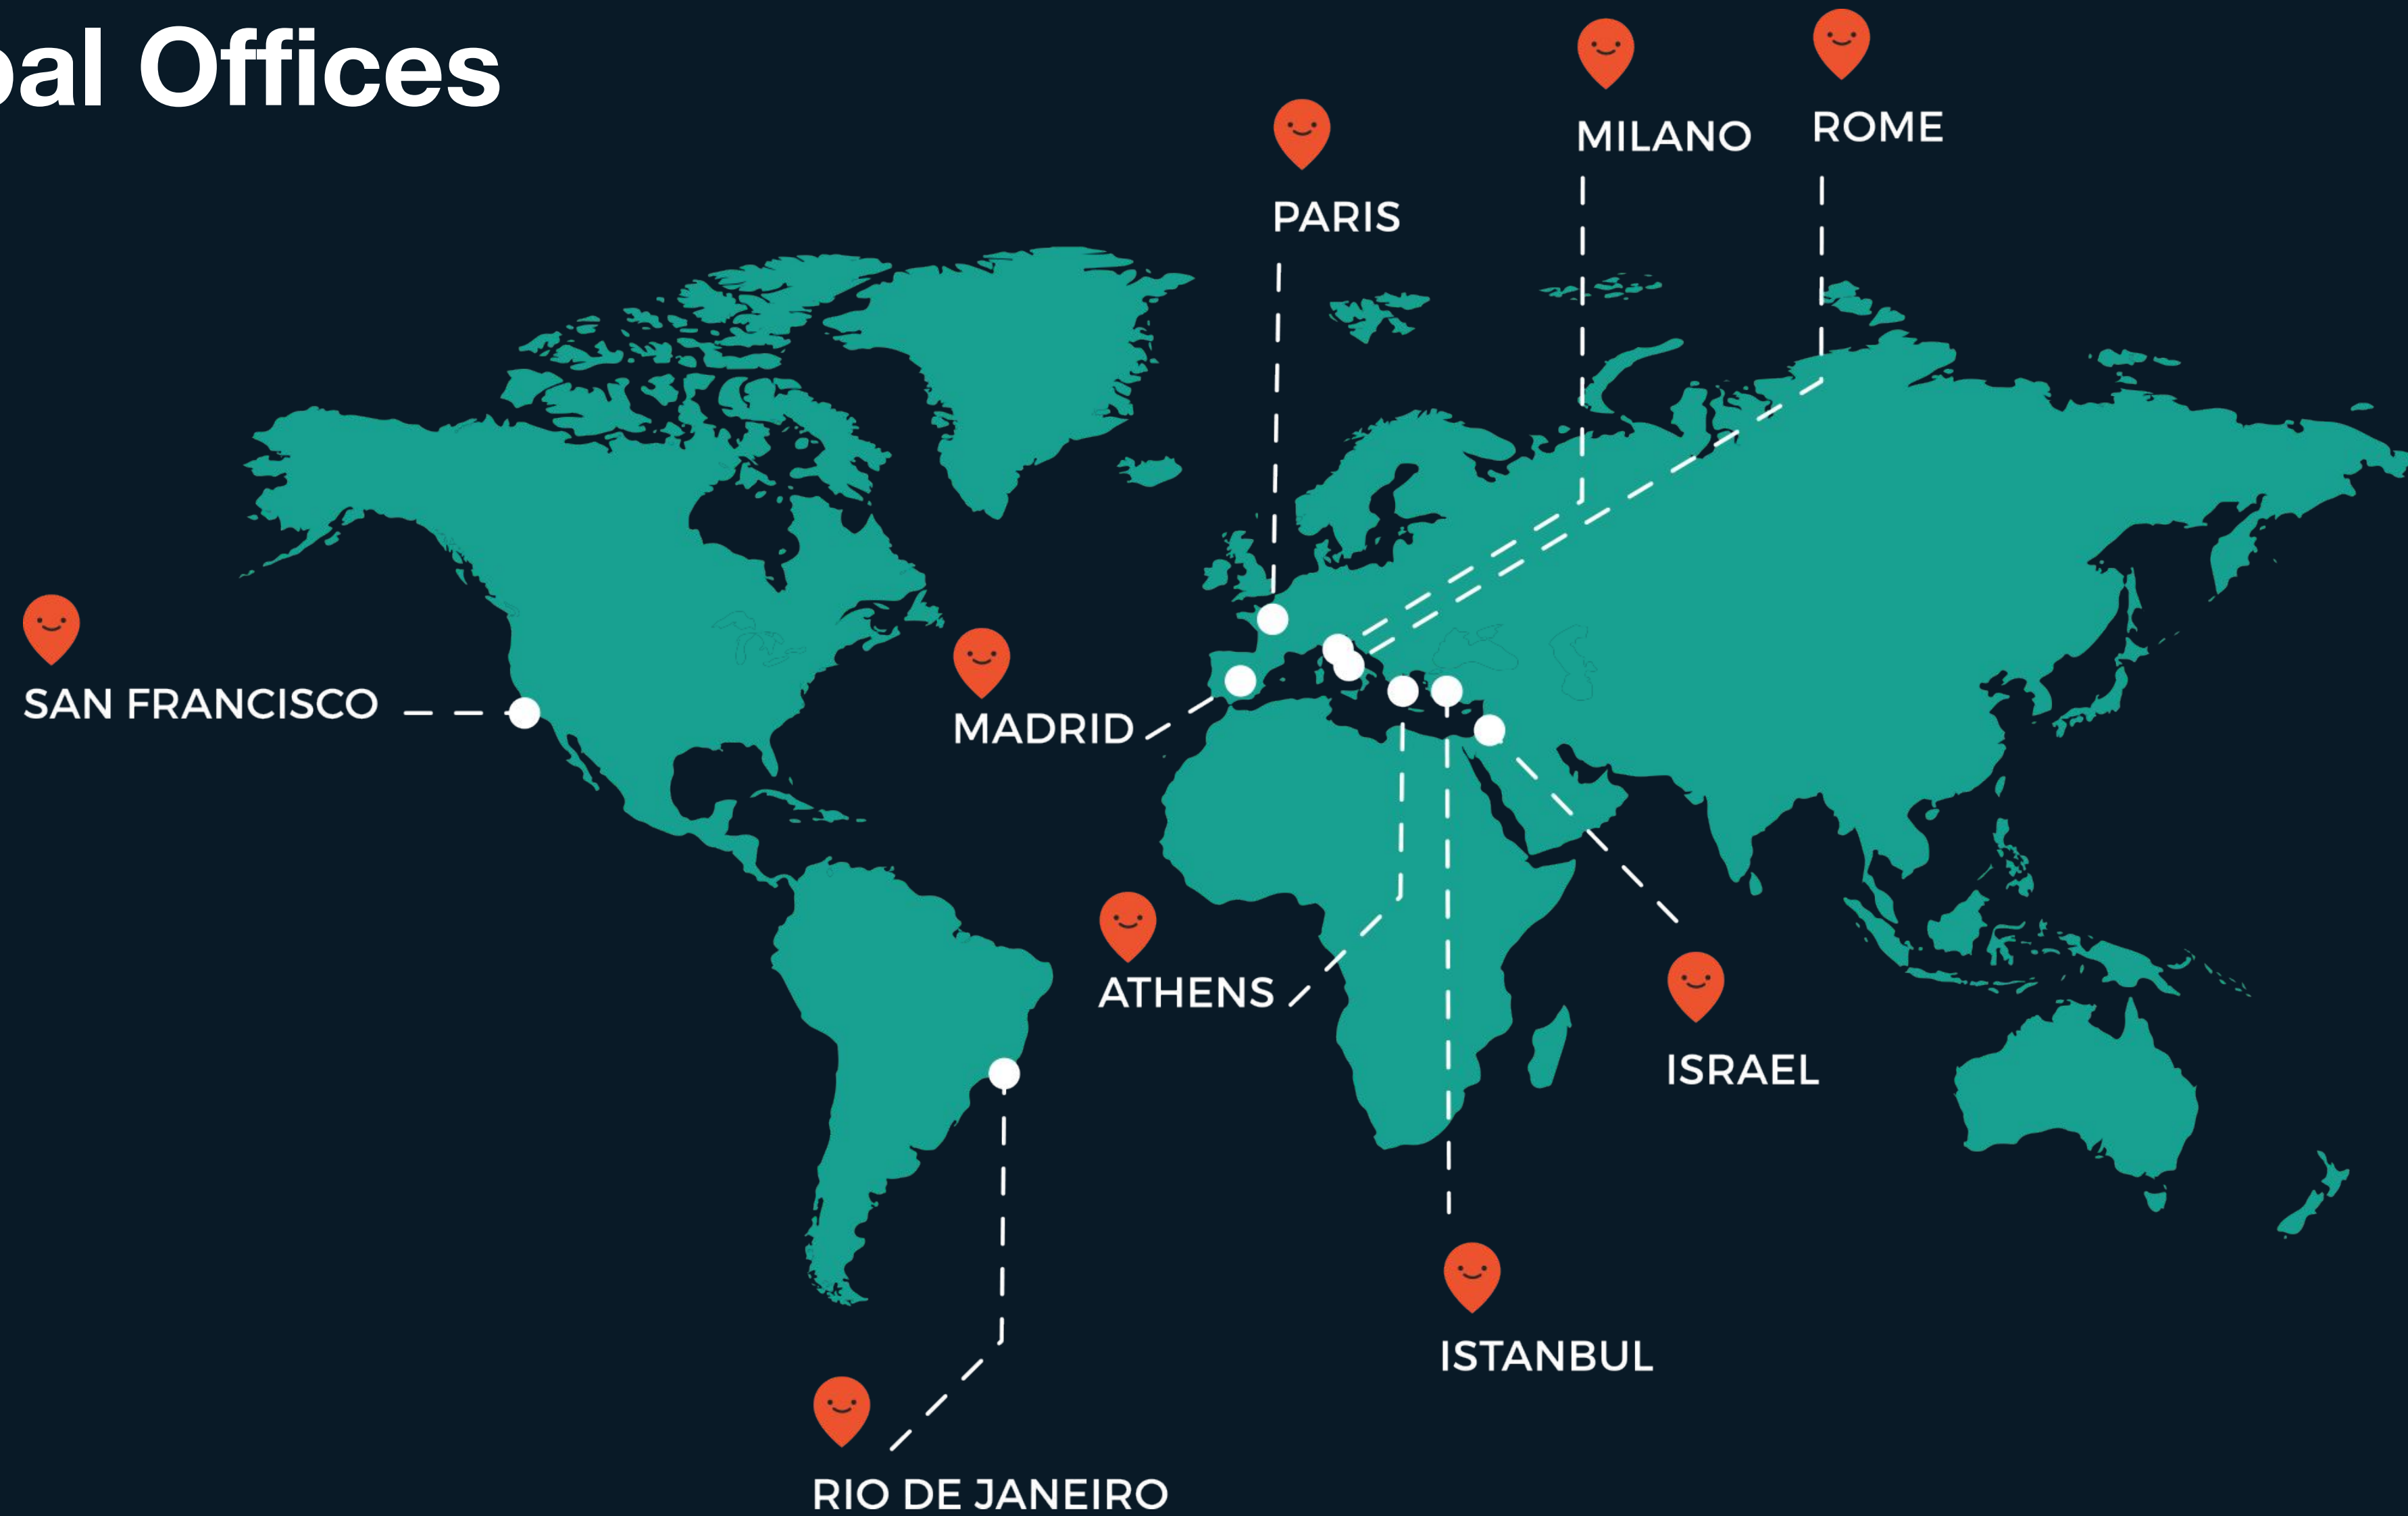 bal Offices
MILANO
ROME
PARIS
SAN FRANCISCO
MADRID
ATHENS
ISRAEL
ISTANBUL
RIO DE JANEIRO